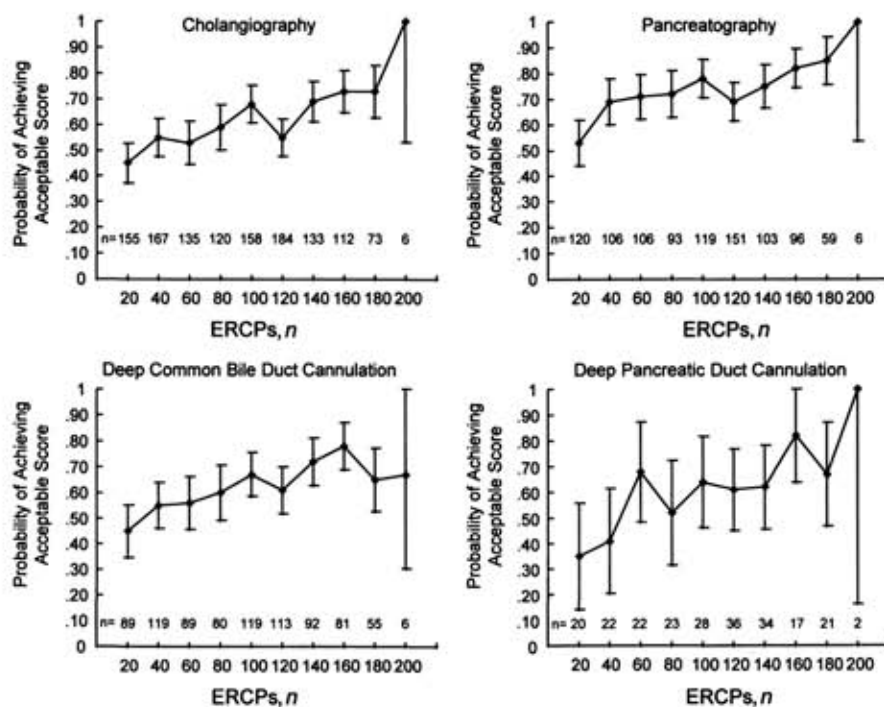 Cholangiography
Probability of Achieving
Acceptable Score
1
.90
.80
.70
.60
.50
.40
.30
.20
.10
0
n= 155 167 135 120 158 184 133 112 73 6
20 40 60 80 100 120 140 160 180 200
ERCPs, n
Pancreatography
Probability of Achieving
Acceptable Score
1
.90
.80
.70
.60
.50
.40
.30
.20
.10
0
n= 120 106 106 93 119 151 103 96 59 6
20 40 60 80 100 120 140 160 180 200
ERCPs, n
Deep Common Bile Duct Cannulation
Probability of Achieving
Acceptable Score
1
.90
.80
.70
.60
.50
.40
.30
.20
.10
0
n= 89 119 89 80 119 113 92 81 55 6
20 40 60 80 100 120 140 160 180 200
ERCPs, n
Deep Pancreatic Duct Cannulation
Probability of Achieving
Acceptable Score
1
.90
.80
.70
.60
.50
.40
.30
.20
.10
0
n= 20 22 22 23 28 36 34 17 21 2
20 40 60 80 100 120 140 160 180 200
ERCPs, n